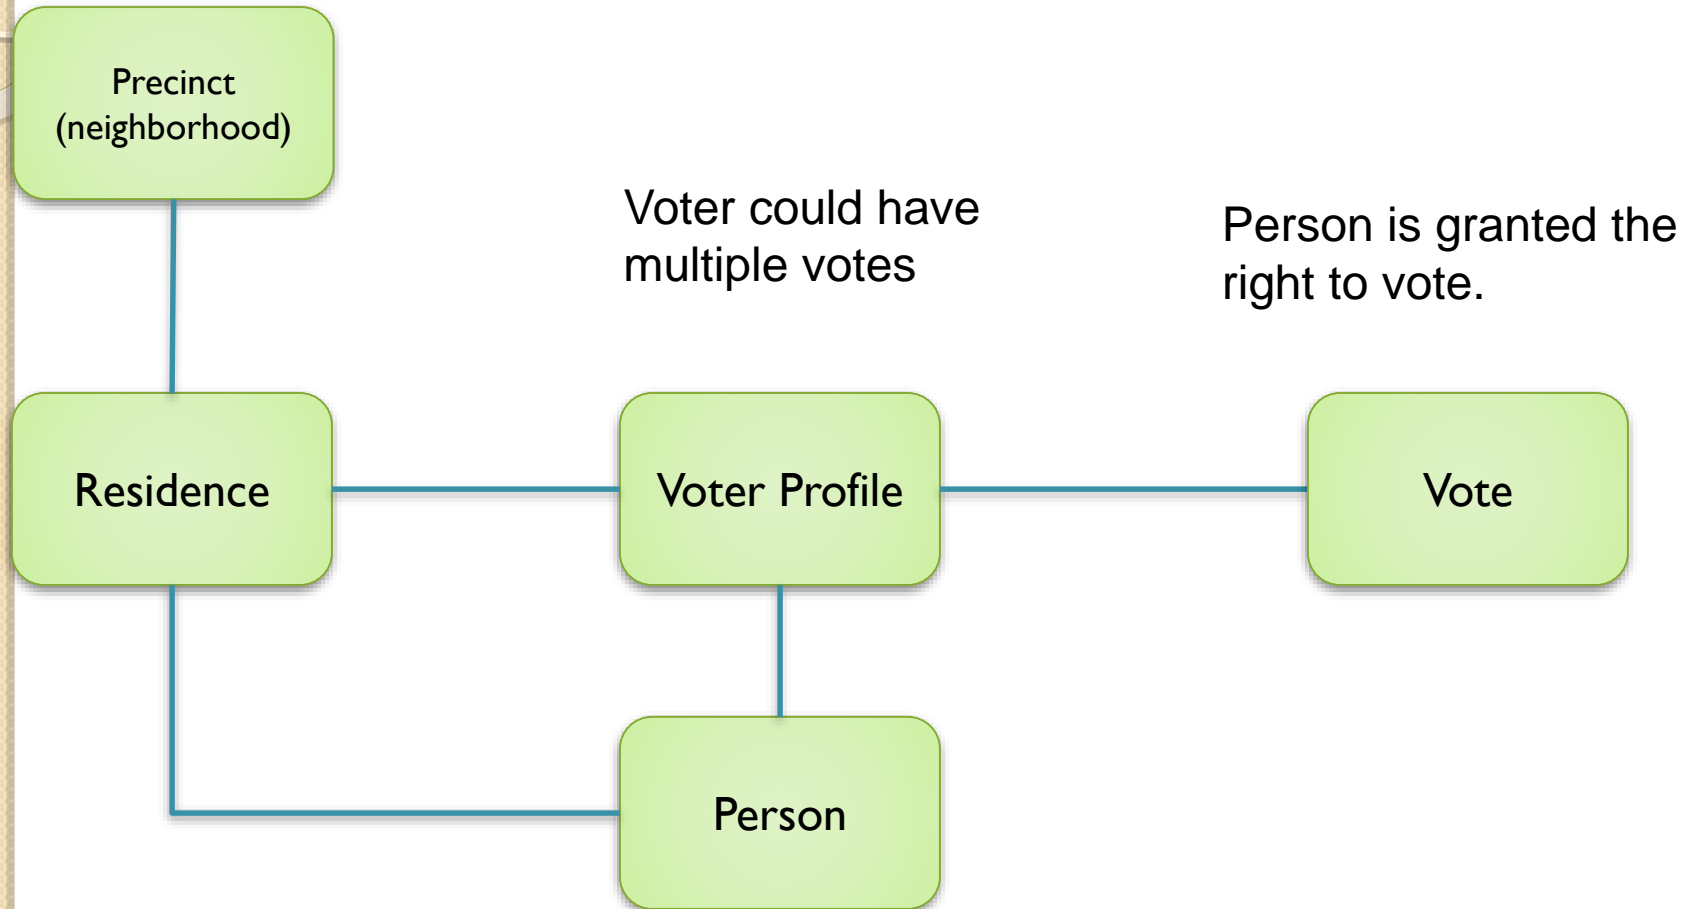 Precinct
(neighborhood)
Voter could have
multiple votes
Person is granted the
right to vote.
Residence
Voter Profile
Vote
Person